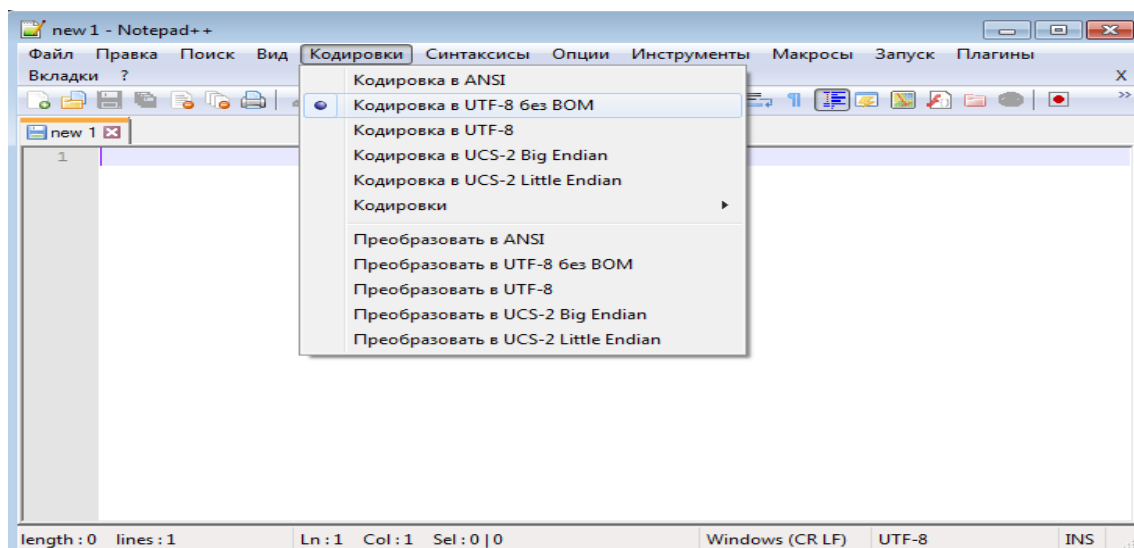 new 1 - Notepad++
Файл Правка Поиск Вид Кодировки Синтаксисы Опции Инструменты Макросы Запуск Плагины
Вкладки ? X
new 1
Кодировка в ANSI
Кодировка в UTF-8 без BOM
Кодировка в UTF-8
Кодировка в UCS-2 Big Endian
Кодировка в UCS-2 Little Endian
Кодировки
Преобразовать в ANSI
Преобразовать в UTF-8 без BOM
Преобразовать в UTF-8
Преобразовать в UCS-2 Big Endian
Преобразовать в UCS-2 Little Endian
1
length : 0 lines : 1 Ln : 1 Col : 1 Sel : 0 | 0 Windows (CR LF) UTF-8 INS